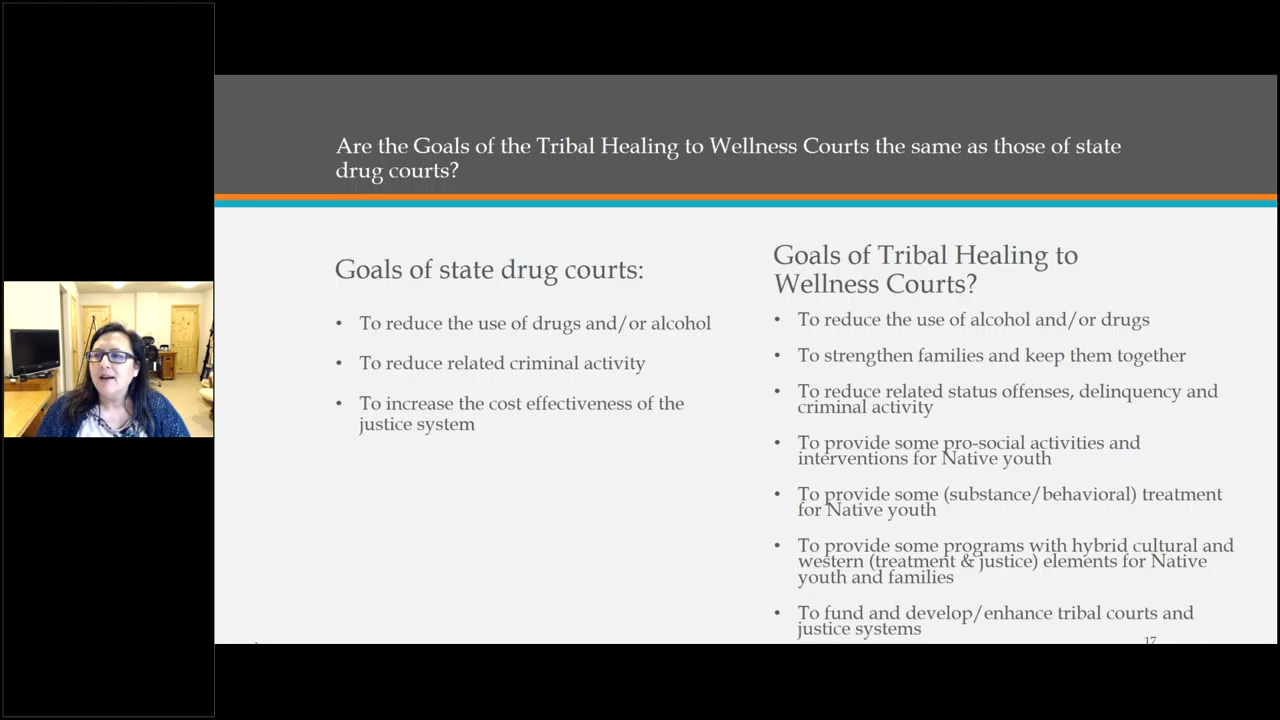 Are the Goals of the Tribal Healing to Wellness Courts the same as those of state
drug courts?
Goals of state drug courts:
• To reduce the use of drugs and/or alcohol
• To reduce related criminal activity
• To increase the cost effectiveness of the
justice system
Goals of Tribal Healing to
Wellness Courts?
• To reduce the use of alcohol and/or drugs
• To strengthen families and keep them together
• To reduce related status offenses, delinquency and
criminal activity
• To provide some pro-social activities and
interventions for Native youth
• To provide some (substance/behavioral) treatment
for Native youth
• To provide some programs with hybrid cultural and
western (treatment & justice) elements for Native
youth and families
• To fund and develop/enhance tribal courts and
justice systems
17